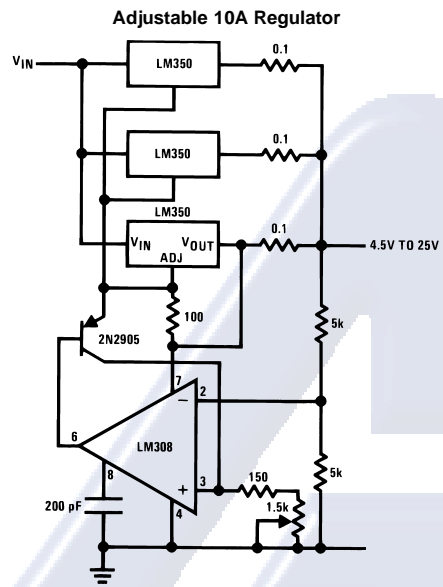 Adjustable 10A Regulator
VIN
LM350
0.1
LM350
0.1
LM350
VIN
VOUT
ADJ
0.1
4.5V TO 25V
100
5k
2N2905
7
2
−
6
LM308
8
+
3
150
1.5k
5k
200 pF
4